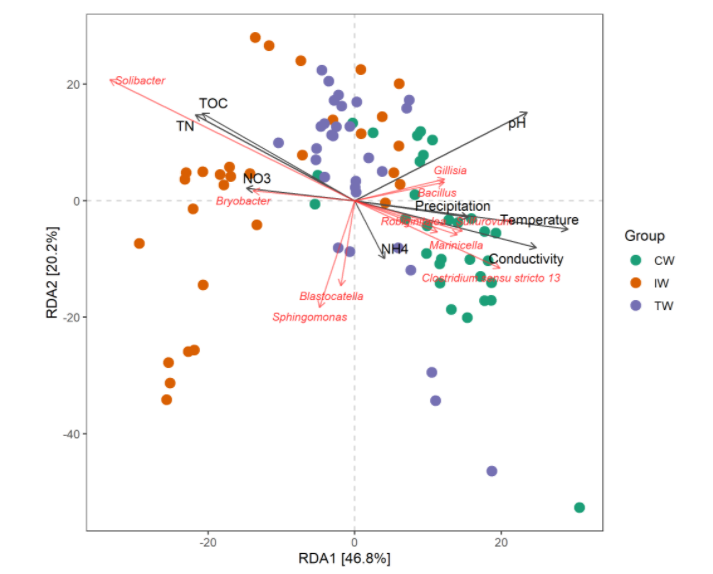 20
0
-20
-40
-20
0
20
RDA1 [46.8%]
RDA2 [20.2%]
Solibacter
TOC
TN
pH
NO3
Bryobacter
Gillisia
Bacillus
Precipitation
Temperature
Marinicella
NH4
Conductivity
Clostridium sensu stricto 13
Blastocatella
Sphingomonas
Group
CW
IW
TW